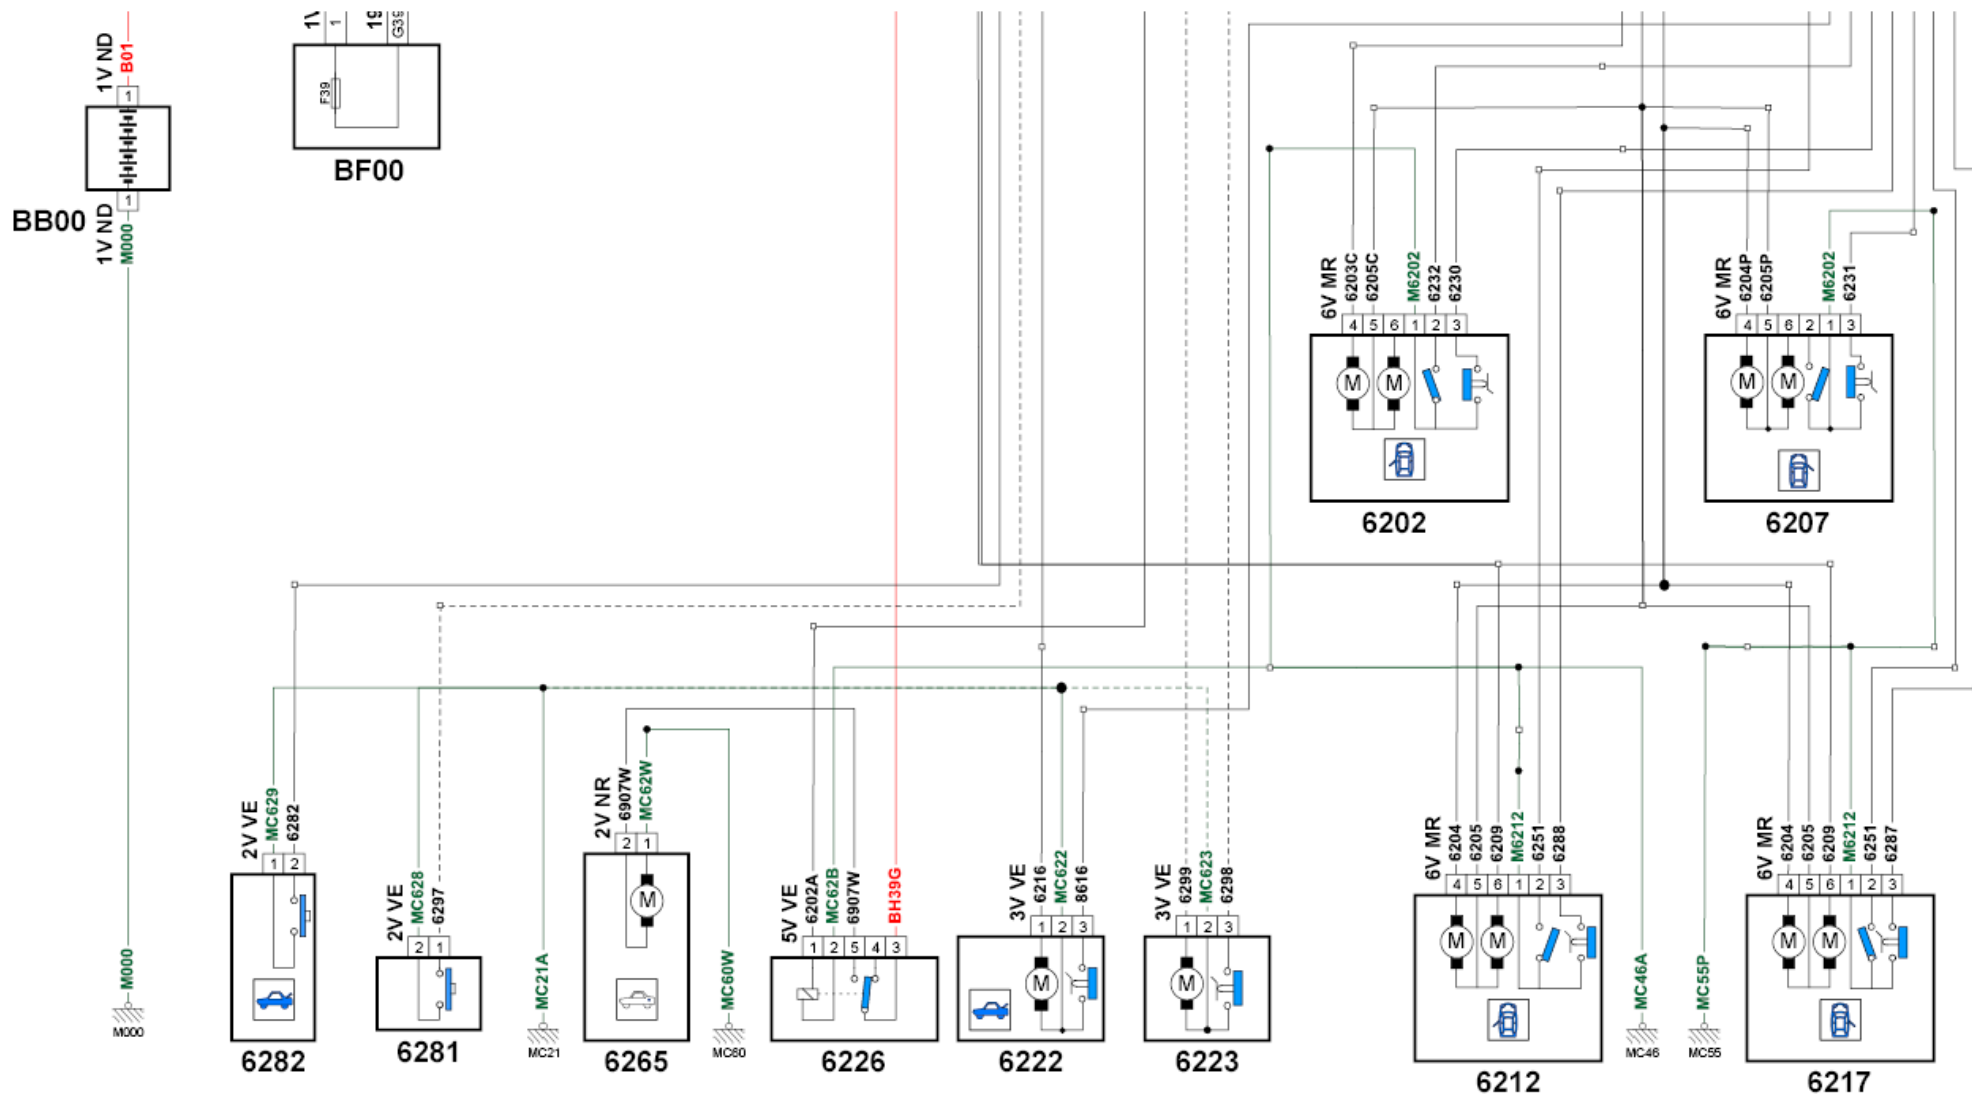 1V ND
B01
1
1
1V ND
M000
BB00
M000
M000
1
G39
F39
BF00
6V MR
6203C
6205C
M6202
6232
6230
4 5 6 1 2 3
M M
6202
6V MR
6204P
6205P
M6202
6231
4 5 6 2 1 3
M M
6207
2V VE
MC629
6282
1 2
6282
2V VE
MC628
6297
2 1
6281
MC21A
MC21
2V NR
6907W
MC62W
2 1
M
6265
MC60W
MC60
5V VE
6202A
MC62B
6907W
BH39G
1 2 5 4 3
6226
3V VE
6216
MC622
8616
1 2 3
M
6222
3V VE
6299
MC623
6298
1 2 3
M
6223
6V MR
6204
6205
6209
M6212
6251
6288
4 5 6 1 2 3
M M
6212
MC46A
MC46
MC55P
MC55
6V MR
6204
6205
6209
M6212
6251
6287
4 5 6 1 2 3
M M
6217